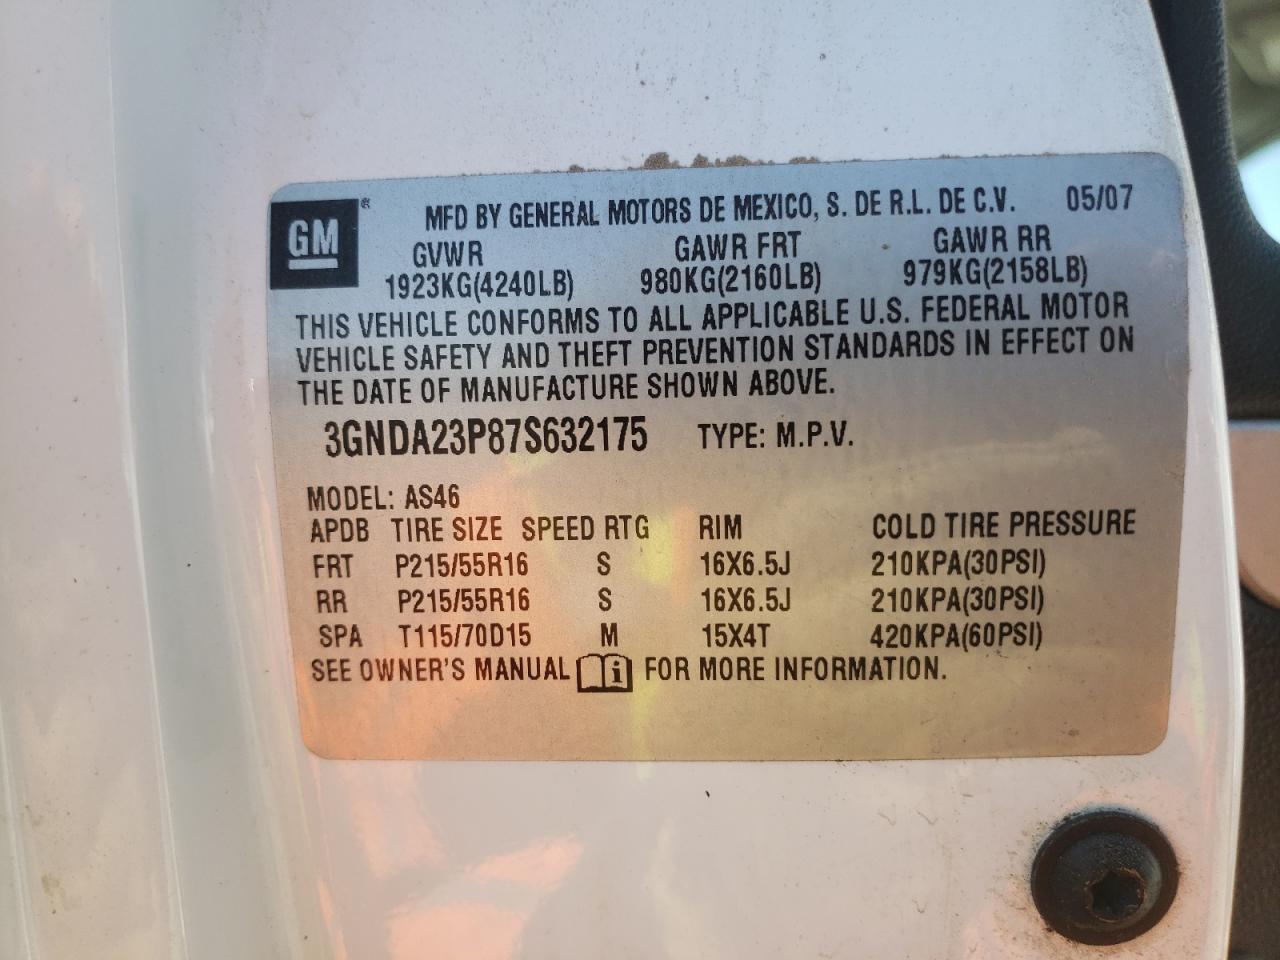 GM ® MFD BY GENERAL MOTORS DE MEXICO, S. DE R.L. DE C.V. 05/07
GVWR GAWR FRT GAWR RR
1923KG(4240LB) 980KG(2160LB) 979KG(2158LB)
THIS VEHICLE CONFORMS TO ALL APPLICABLE U.S. FEDERAL MOTOR
VEHICLE SAFETY AND THEFT PREVENTION STANDARDS IN EFFECT ON
THE DATE OF MANUFACTURE SHOWN ABOVE.
3GNDA23P87S632175 TYPE: M.P.V.
MODEL: AS46
APDB TIRE SIZE SPEED RTG RIM COLD TIRE PRESSURE
FRT P215/55R16 S 16X6.5J 210KPA(30PSI)
RR P215/55R16 S 16X6.5J 210KPA(30PSI)
SPA T115/70D15 M 15X4T 420KPA(60PSI)
SEE OWNER'S MANUAL i FOR MORE INFORMATION.